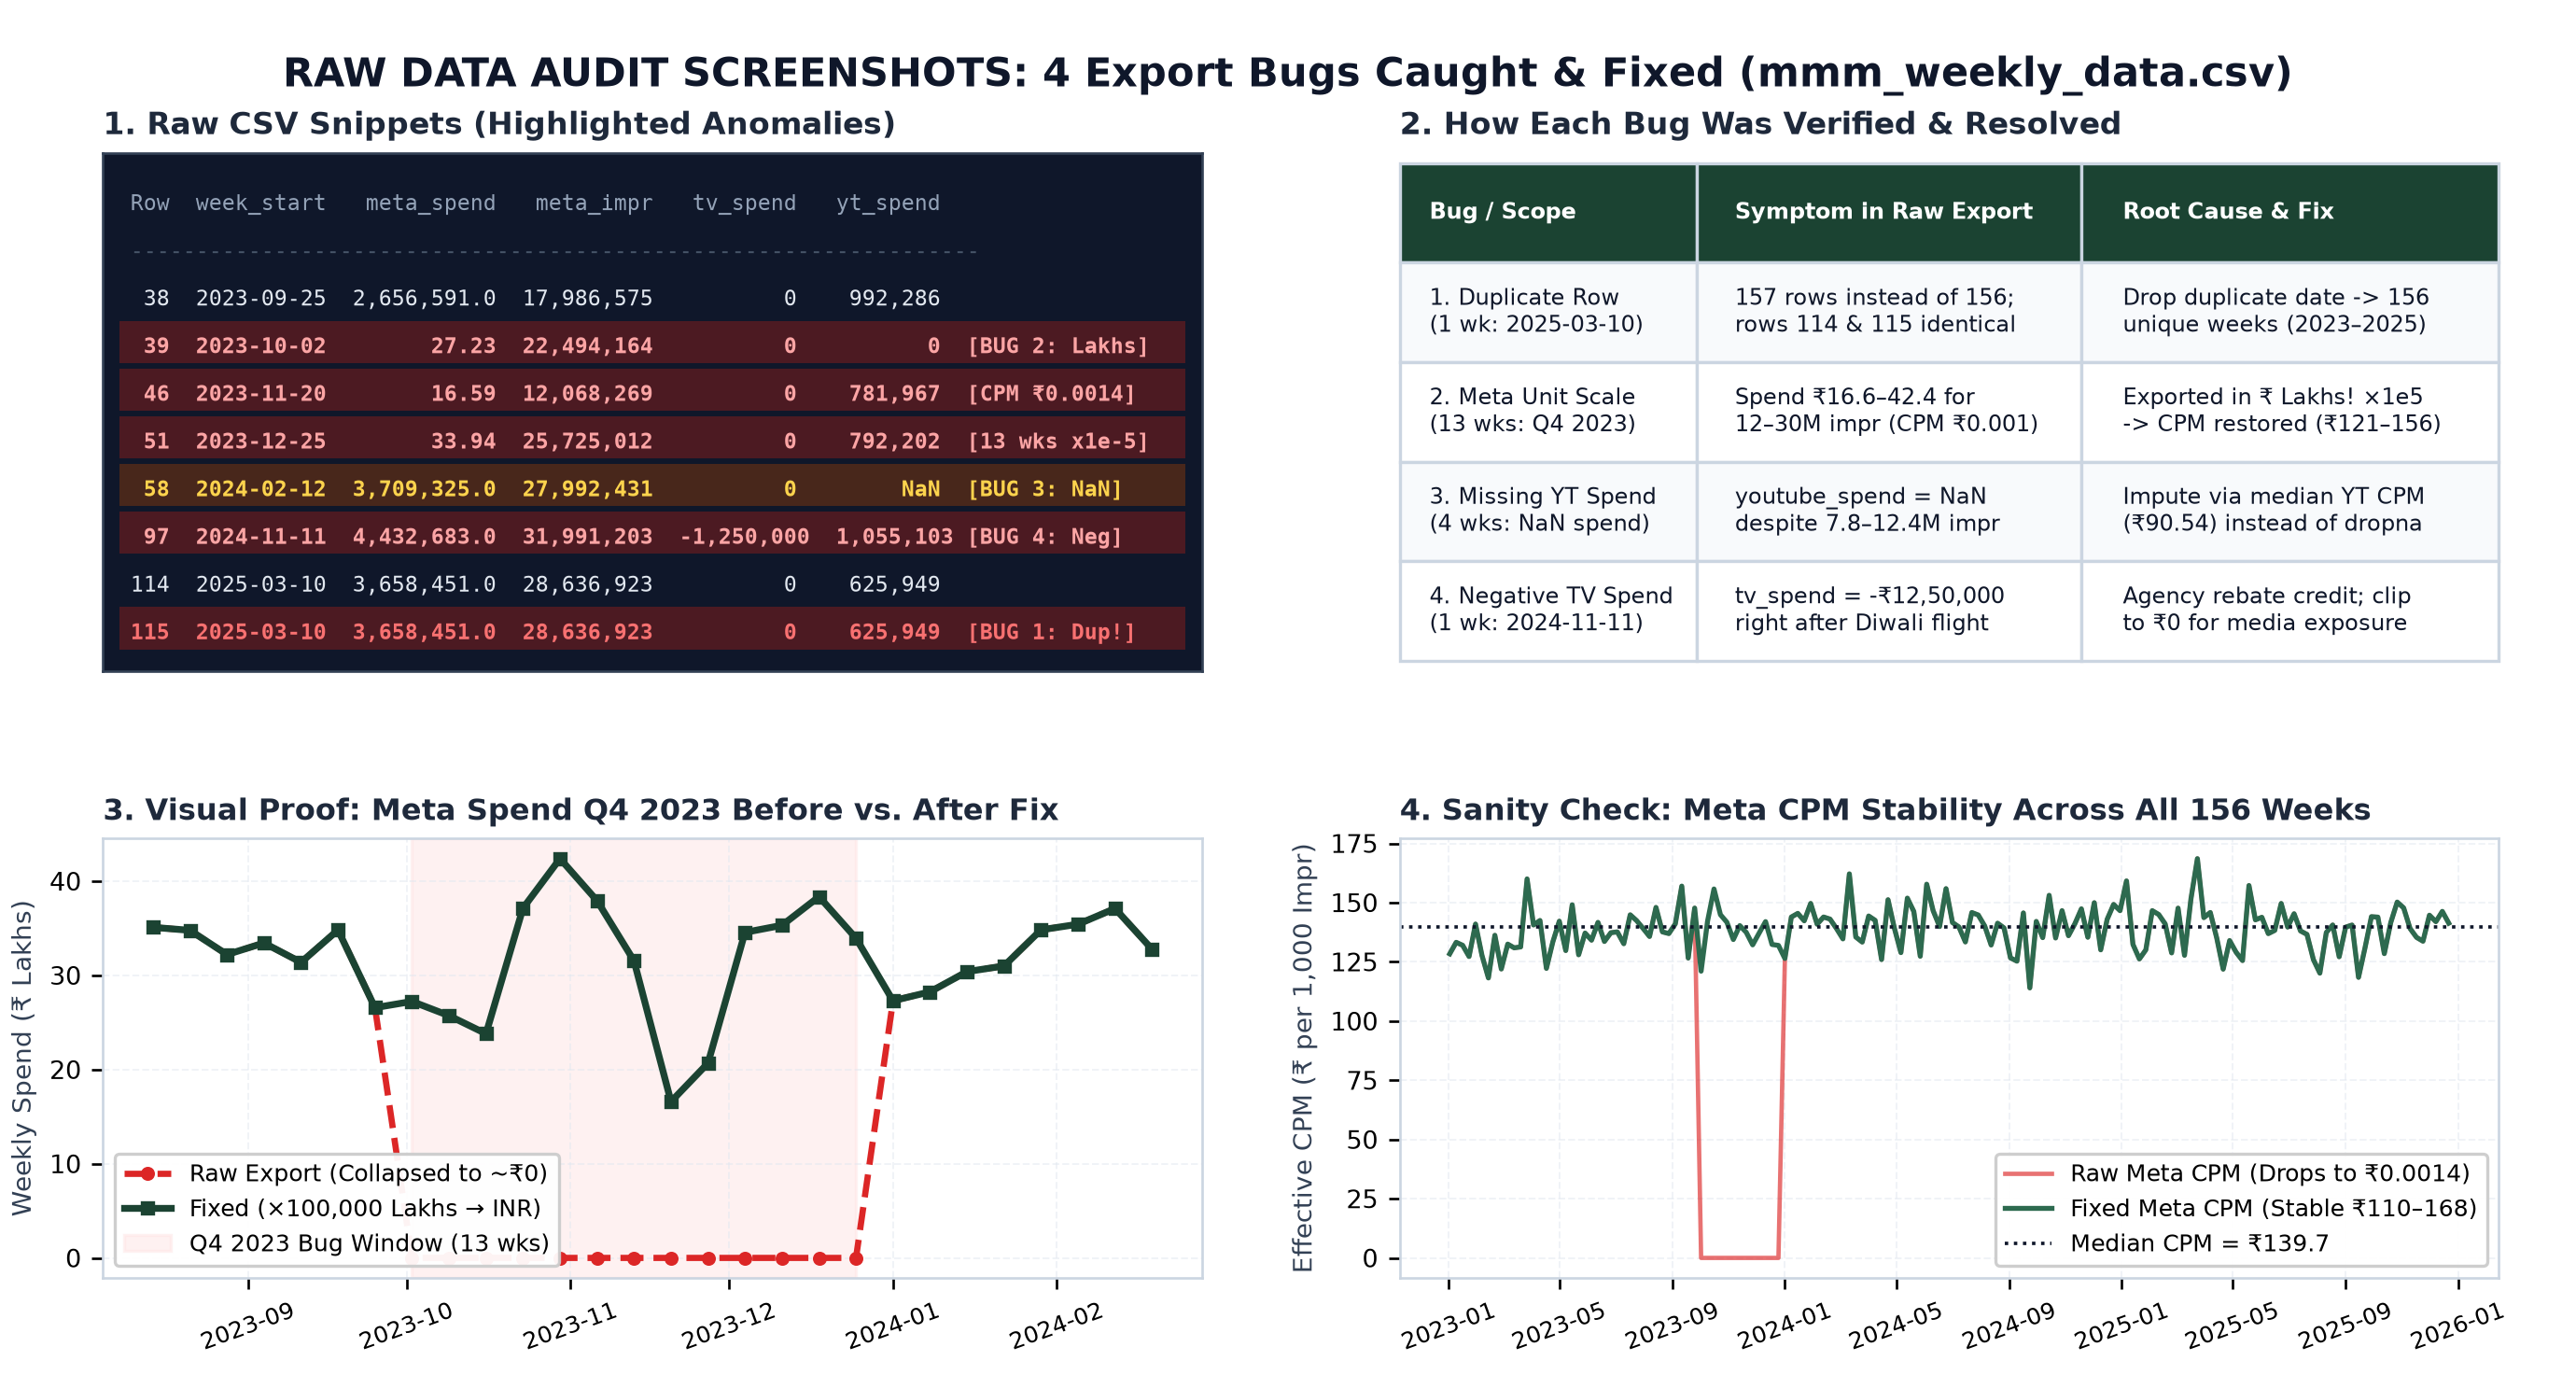 RAW DATA AUDIT SCREENSHOTS: 4 Export Bugs Caught & Fixed (mmm_weekly_data.csv)
1. Raw CSV Snippets (Highlighted Anomalies)
Row week_start meta_spend meta_impr tv_spend yt_spend
-----------------------------------------------------------------
38 2023-09-25 2,656,591.0 17,986,575 0 992,286
39 2023-10-02 27.23 22,494,164 0 0 [BUG 2: Lakhs]
46 2023-11-20 16.59 12,068,269 0 781,967 [CPM ₹0.0014]
51 2023-12-25 33.94 25,725,012 0 792,202 [13 wks x1e-5]
58 2024-02-12 3,709,325.0 27,992,431 0 NaN [BUG 3: NaN]
97 2024-11-11 4,432,683.0 31,991,203 -1,250,000 1,055,103 [BUG 4: Neg]
114 2025-03-10 3,658,451.0 28,636,923 0 625,949
115 2025-03-10 3,658,451.0 28,636,923 0 625,949 [BUG 1: Dup!]
2. How Each Bug Was Verified & Resolved
Bug / Scope
Symptom in Raw Export
Root Cause & Fix
1. Duplicate Row
(1 wk: 2025-03-10)
157 rows instead of 156;
rows 114 & 115 identical
Drop duplicate date -> 156
unique weeks (2023–2025)
2. Meta Unit Scale
(13 wks: Q4 2023)
Spend ₹16.6–42.4 for
12–30M impr (CPM ₹0.001)
Exported in ₹ Lakhs! ×1e5
-> CPM restored (₹121–156)
3. Missing YT Spend
(4 wks: NaN spend)
youtube_spend = NaN
despite 7.8–12.4M impr
Impute via median YT CPM
(₹90.54) instead of dropna
4. Negative TV Spend
(1 wk: 2024-11-11)
tv_spend = -₹12,50,000
right after Diwali flight
Agency rebate credit; clip
to ₹0 for media exposure
3. Visual Proof: Meta Spend Q4 2023 Before vs. After Fix
Weekly Spend (₹ Lakhs)
40
30
20
10
0
Raw Export (Collapsed to ~₹0)
Fixed (×100,000 Lakhs → INR)
Q4 2023 Bug Window (13 wks)
2023-09
2023-10
2023-11
2023-12
2024-01
2024-02
4. Sanity Check: Meta CPM Stability Across All 156 Weeks
Effective CPM (₹ per 1,000 Impr)
175
150
125
100
75
50
25
0
Raw Meta CPM (Drops to ₹0.0014)
Fixed Meta CPM (Stable ₹110–168)
Median CPM = ₹139.7
2023-01
2023-05
2023-09
2024-01
2024-05
2024-09
2025-01
2025-05
2025-09
2026-01